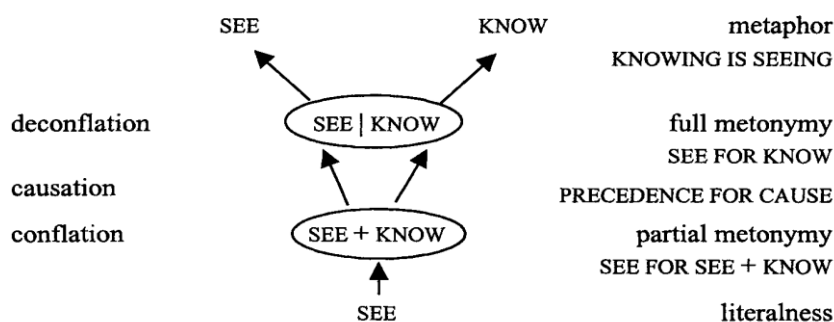 SEE KNOW metaphor
KNOWING IS SEEING
deconflation SEE | KNOW full metonymy
SEE FOR KNOW
causation PRECEDENCE FOR CAUSE
conflation SEE + KNOW partial metonymy
SEE FOR SEE + KNOW
SEE literalness